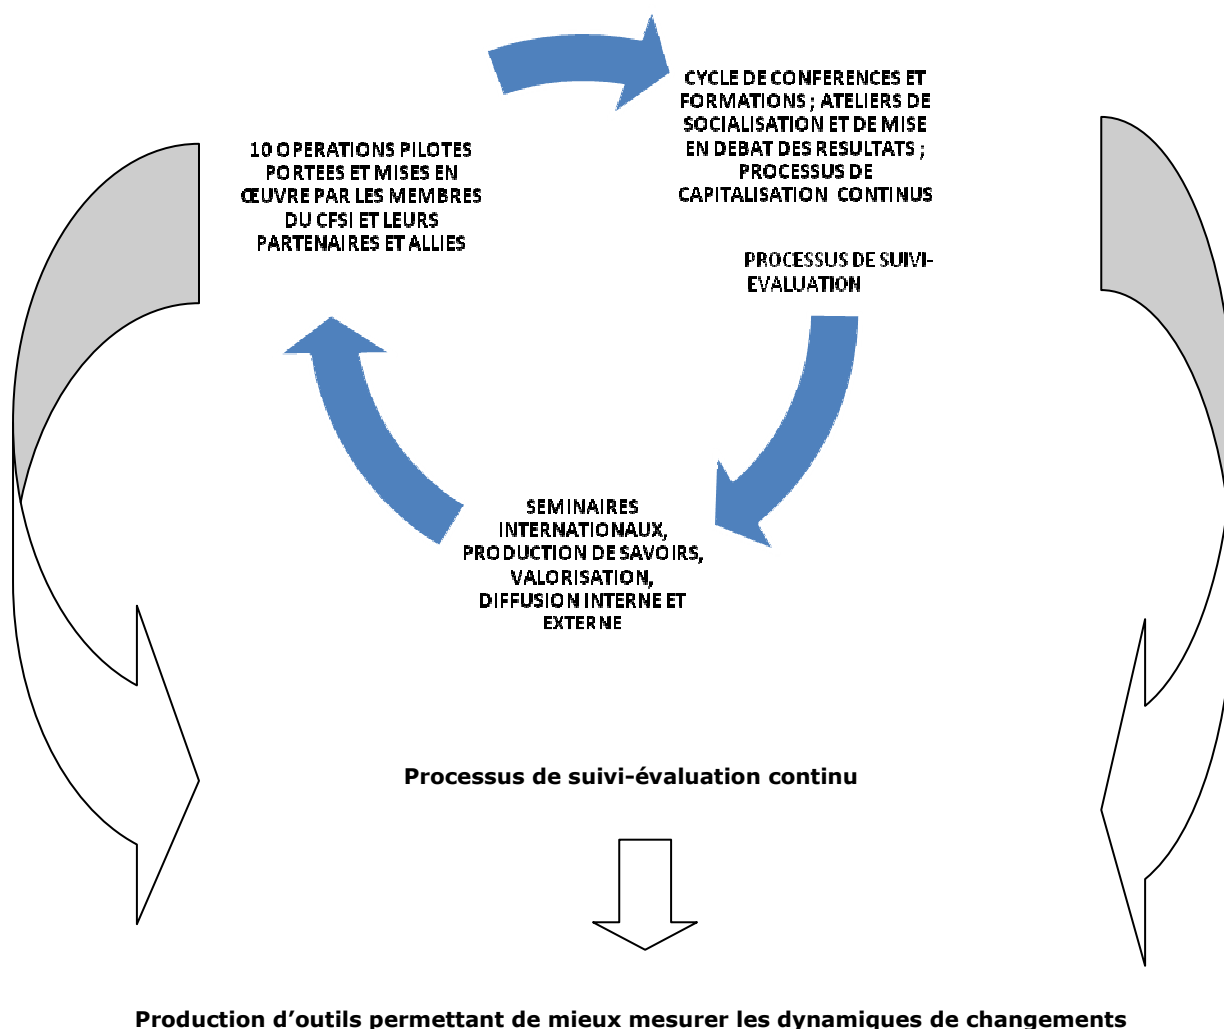 10 OPERATIONS PILOTES
PORTEES ET MISES EN
ŒUVRE PAR LES MEMBRES
DU CFSI ET LEURS
PARTENAIRES ET ALLIES
CYCLE DE CONFERENCES ET
FORMATIONS ; ATELIERS DE
SOCIALISATION ET DE MISE
EN DEBAT DES RESULTATS ;
PROCESSUS DE
CAPITALISATION CONTINUS
PROCESSUS DE SUIVI-
EVALUATION
SEMINAIRES
INTERNATIONAUX,
PRODUCTION DE SAVOIRS,
VALORISATION,
DIFFUSION INTERNE ET
EXTERNE
Processus de suivi-évaluation continu
Production d’outils permettant de mieux mesurer les dynamiques de changements